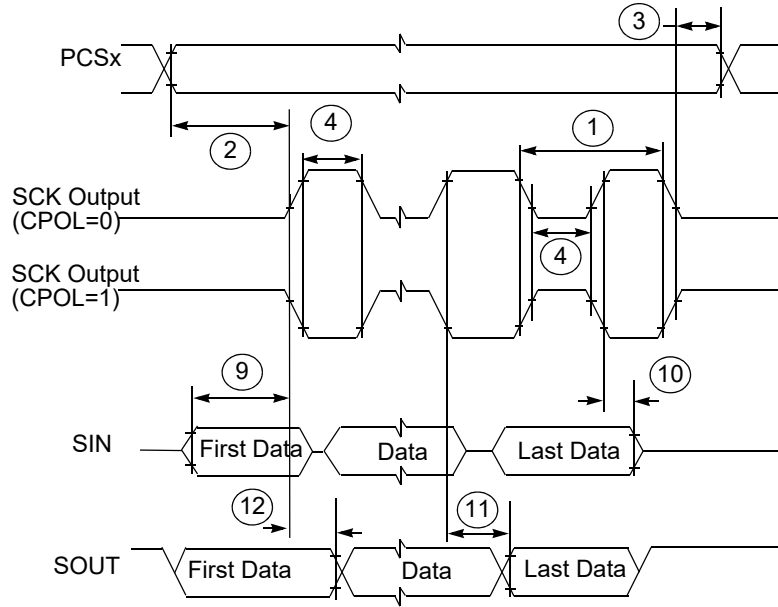 3
PCSx
2
4
1
SCK Output
(CPOL=0)
4
SCK Output
(CPOL=1)
9
10
SIN
First Data
Data
Last Data
12
11
SOUT
First Data
Data
Last Data